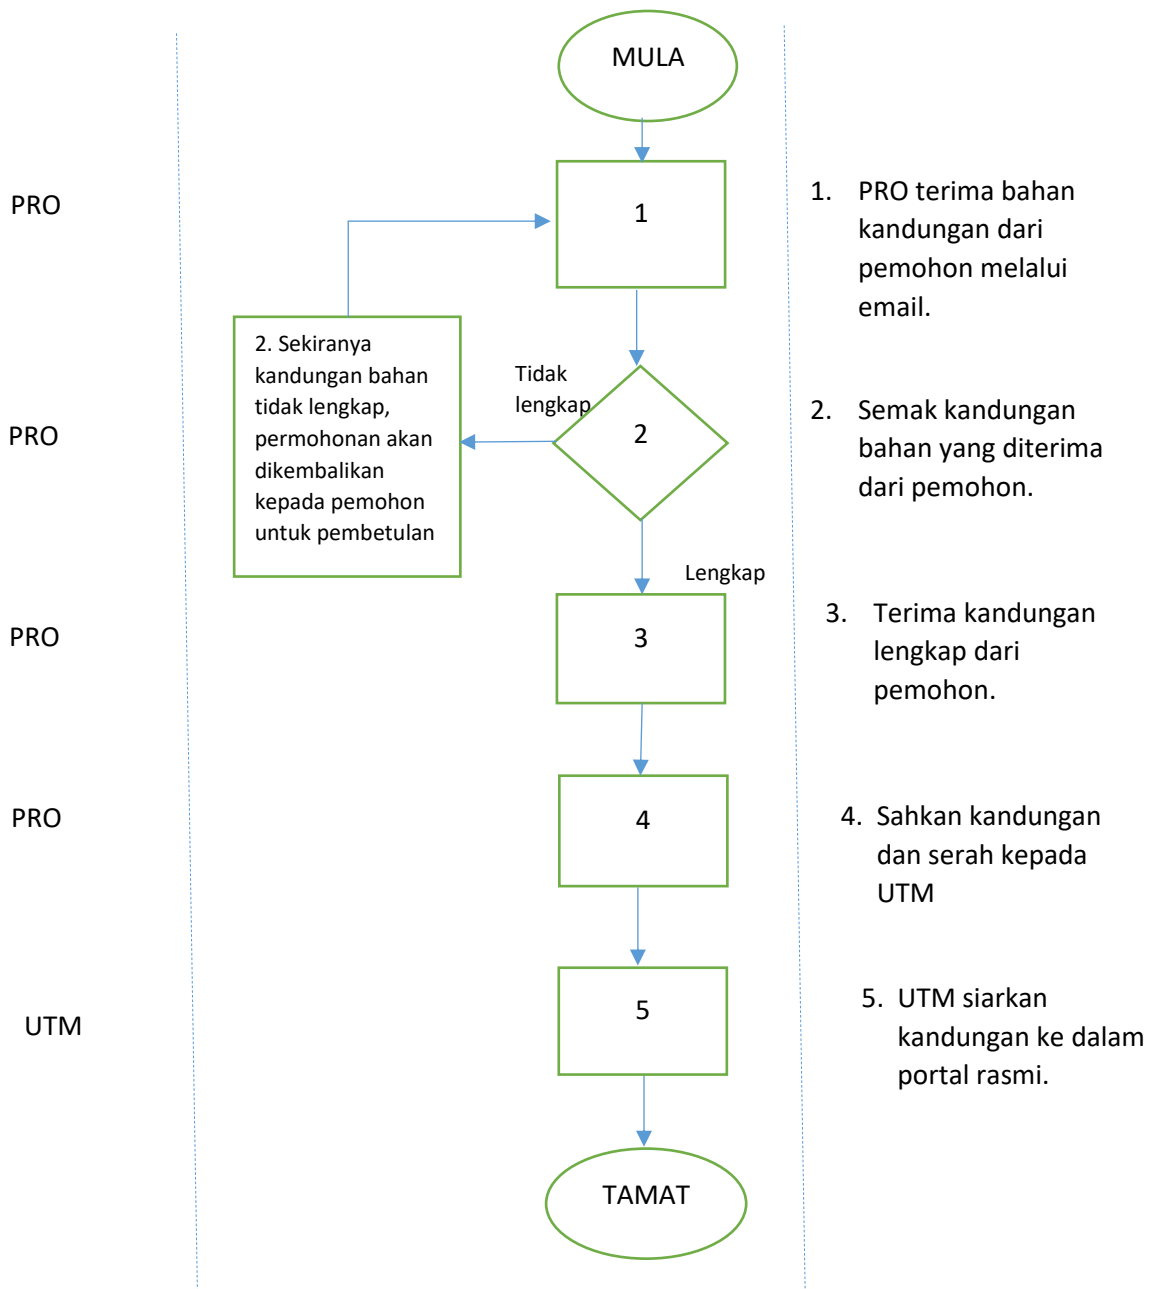 MULA
PRO
1
1. PRO terima bahan
kandungan dari
pemohon melalui
email.
2. Sekiranya
kandungan bahan
tidak lengkap,
permohonan akan
dikembalikan
kepada pemohon
untuk pembetulan
Tidak
lengkap
PRO
2
2. Semak kandungan
bahan yang diterima
dari pemohon.
Lengkap
PRO
3
3. Terima kandungan
lengkap dari
pemohon.
PRO
4
4. Sahkan kandungan
dan serah kepada
UTM
UTM
5
5. UTM siarkan
kandungan ke dalam
portal rasmi.
TAMAT